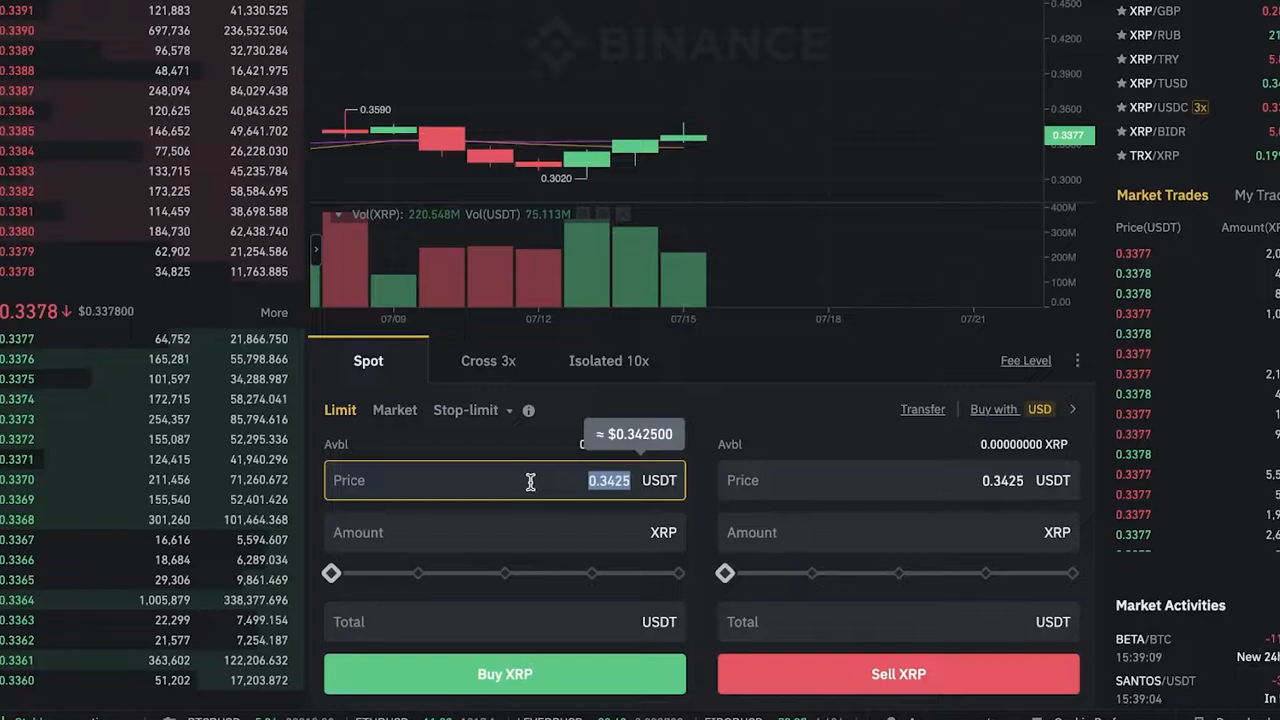 0.3391 121,883 41,330.525
0.3390 697,736 236,532.504
0.3389 96,578 32,730.284
0.3388 48,471 16,421.975
0.3387 248,094 84,029.438
0.3386 120,625 40,843.625
0.3385 146,652 49,641.702
0.3384 77,506 26,228.030
0.3383 133,715 45,235.784
0.3382 173,225 58,584.695
0.3381 114,459 38,698.588
0.3380 184,730 62,438.740
0.3379 62,902 21,254.586
0.3378 34,825 11,763.885
0.3378↓ $0.337800 More
0.3377 64,752 21,866.750
0.3376 165,281 55,798.866
0.3375 101,597 34,288.987
0.3374 172,715 58,274.041
0.3373 254,357 85,794.616
0.3372 155,087 52,295.336
0.3371 124,415 41,940.296
0.3370 211,456 71,260.672
0.3369 155,540 52,401.426
0.3368 301,260 101,464.368
0.3367 16,616 5,594.607
0.3366 18,684 6,289.034
0.3365 29,306 9,861.469
0.3364 1,005,879 338,377.696
0.3363 22,299 7,499.154
0.3362 21,577 7,254.187
0.3361 363,602 122,206.632
0.3360 51,202 17,203.872
BINANCE
0.4500
0.4200
0.3900
0.3600
0.3377
0.3000
0.3590
0.3020
Vol(XRP): 220.548M Vol(USDT) 75.113M
400M
300M
200M
100M
0.00
07/09 07/12 07/15 07/18 07/21
Spot Cross 3x Isolated 10x Fee Level
Limit Market Stop-limit Transfer Buy with USD
≈ $0.342500
Avbl
Price 0.3425 USDT
Amount XRP
Total USDT
Buy XRP
Avbl 0.00000000 XRP
Price 0.3425 USDT
Amount XRP
Total USDT
Sell XRP
XRP/GBP
XRP/RUB
XRP/TRY
XRP/TUSD
XRP/USDC 3x
XRP/BIDR
TRX/XRP
Market Trades
Price(USDT)
0.3377
0.3378
0.3378
0.3377
0.3378
0.3377
0.3377
0.3378
0.3377
0.3378
0.3378
0.3377
0.3377
0.3377
0.3378
Market Activities
BETA/BTC
15:39:09 New 24h
SANTOS/USDT
15:39:04